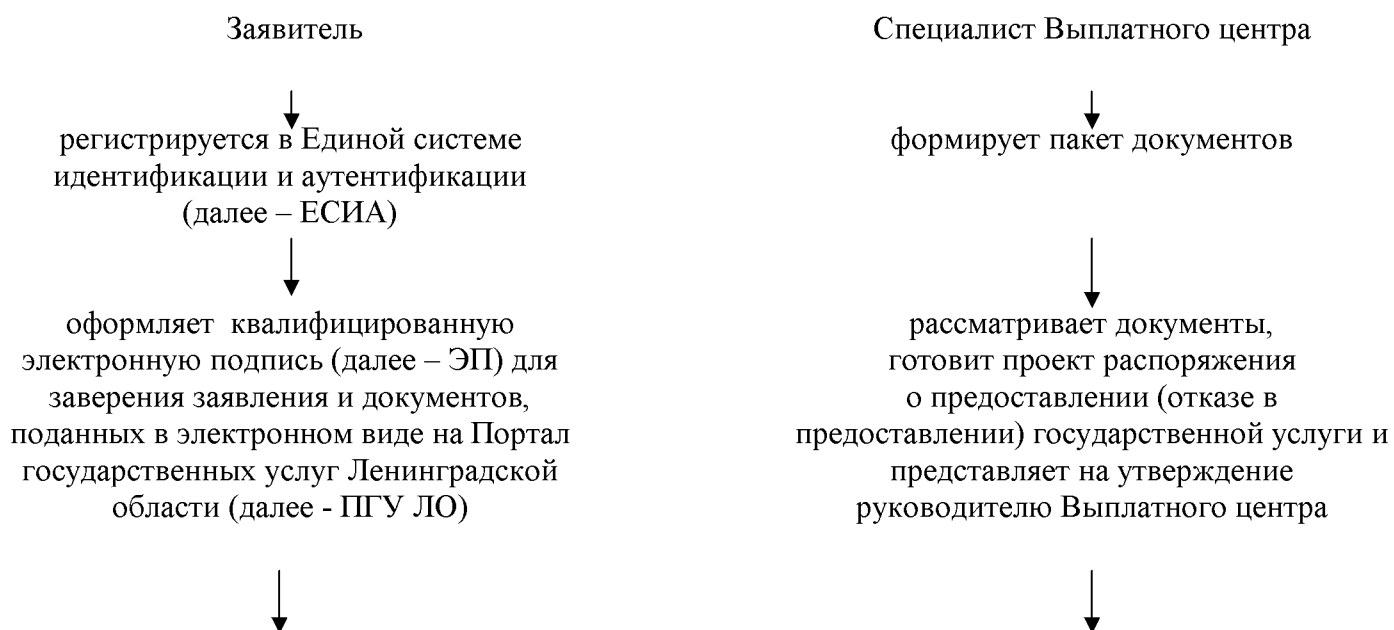 Заявитель
регистрируется в Единой системе
идентификации и аутентификации
(далее – ЕСИА)
оформляет квалифицированную
электронную подпись (далее – ЭП) для
заверения заявления и документов,
поданных в электронном виде на Портал
государственных услуг Ленинградской
области (далее - ПГУ ЛО)
Специалист Выплатного центра
формирует пакет документов
рассматривает документы,
готовит проект распоряжения
о предоставлении (отказе в
предоставлении) государственной услуги и
представляет на утверждение
руководителю Выплатного центра